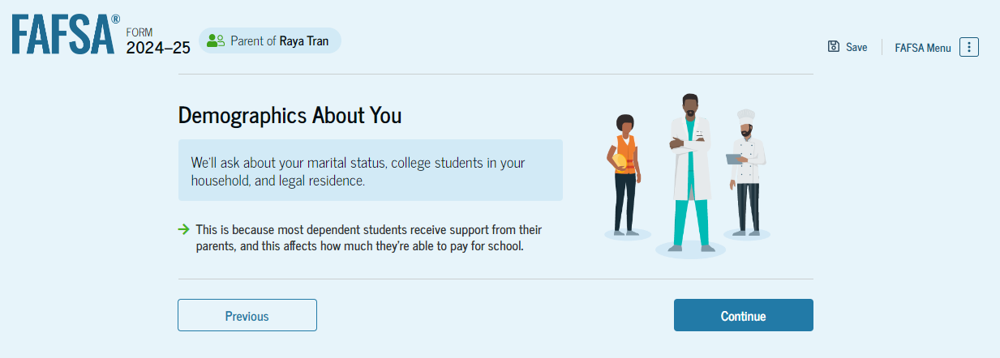 FAFSA®
FORM
2024–25
Parent of Raya Tran
Save
FAFSA Menu
Demographics About You
We'll ask about your marital status, college students in your
household, and legal residence.
This is because most dependent students receive support from their
parents, and this affects how much they're able to pay for school.
Previous
Continue